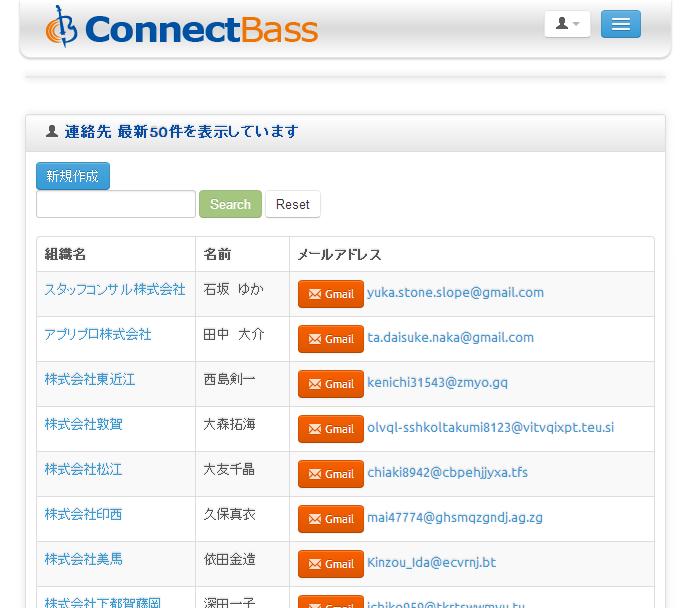 ConnectBass
連絡先 最新50件を表示しています
新規作成
Search Reset
組織名 名前 メールアドレス
スタッフコンサル株式会社 石坂 ゆか Gmail yuka.stone.slope@gmail.com
アプリプロ株式会社 田中 大介 Gmail ta.daisuke.naka@gmail.com
株式会社東近江 西島剣一 Gmail kenichi31543@zmyo.gq
株式会社敦賀 大森拓海 Gmail olvql-sshkoltakumi8123@vitvqixpt.teu.si
株式会社松江 大友千晶 Gmail chiaki8942@cbpehjjyxa.tfs
株式会社印西 久保真衣 Gmail mai47774@ghsmqzgndj.ag.zg
株式会社美馬 依田金造 Gmail Kinzou_Ida@ecvrnj.bt
株式会社下都賀藤岡 深田一子 Gmail